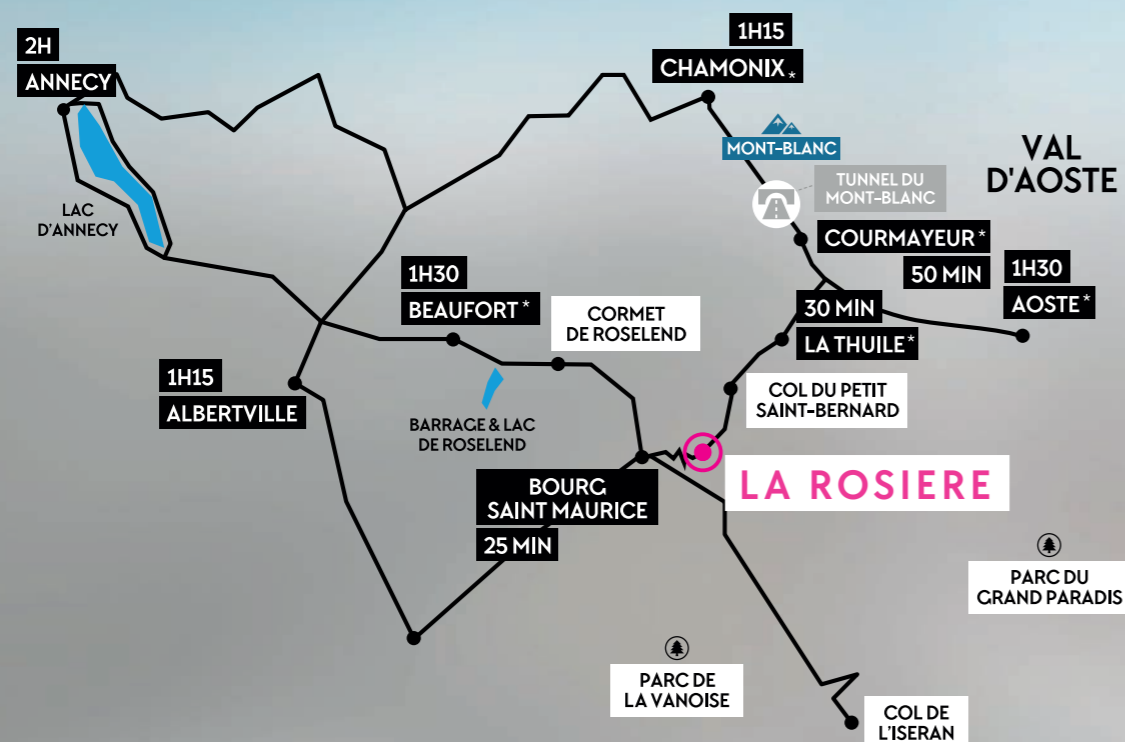 2H
ANNECY
LAC
D'ANNECY
1H15
CHAMONIX*
MONT-BLANC
TUNNEL DU
MONT-BLANC
VAL
D'AOSTE
COURMAYEUR*
50 MIN
1H30
AOSTE*
1H30
BEAUFORT*
CORMET
DE ROSELEND
30 MIN
LA THUILE*
1H15
ALBERTVILLE
BARRAGE & LAC
DE ROSELEND
COL DU PETIT
SAINT-BERNARD
BOURG
SAINT MAURICE
25 MIN
LA ROSIERE
PARC DU
GRAND PARADIS
PARC DE
LA VANOISE
COL DE
L'ISERAN